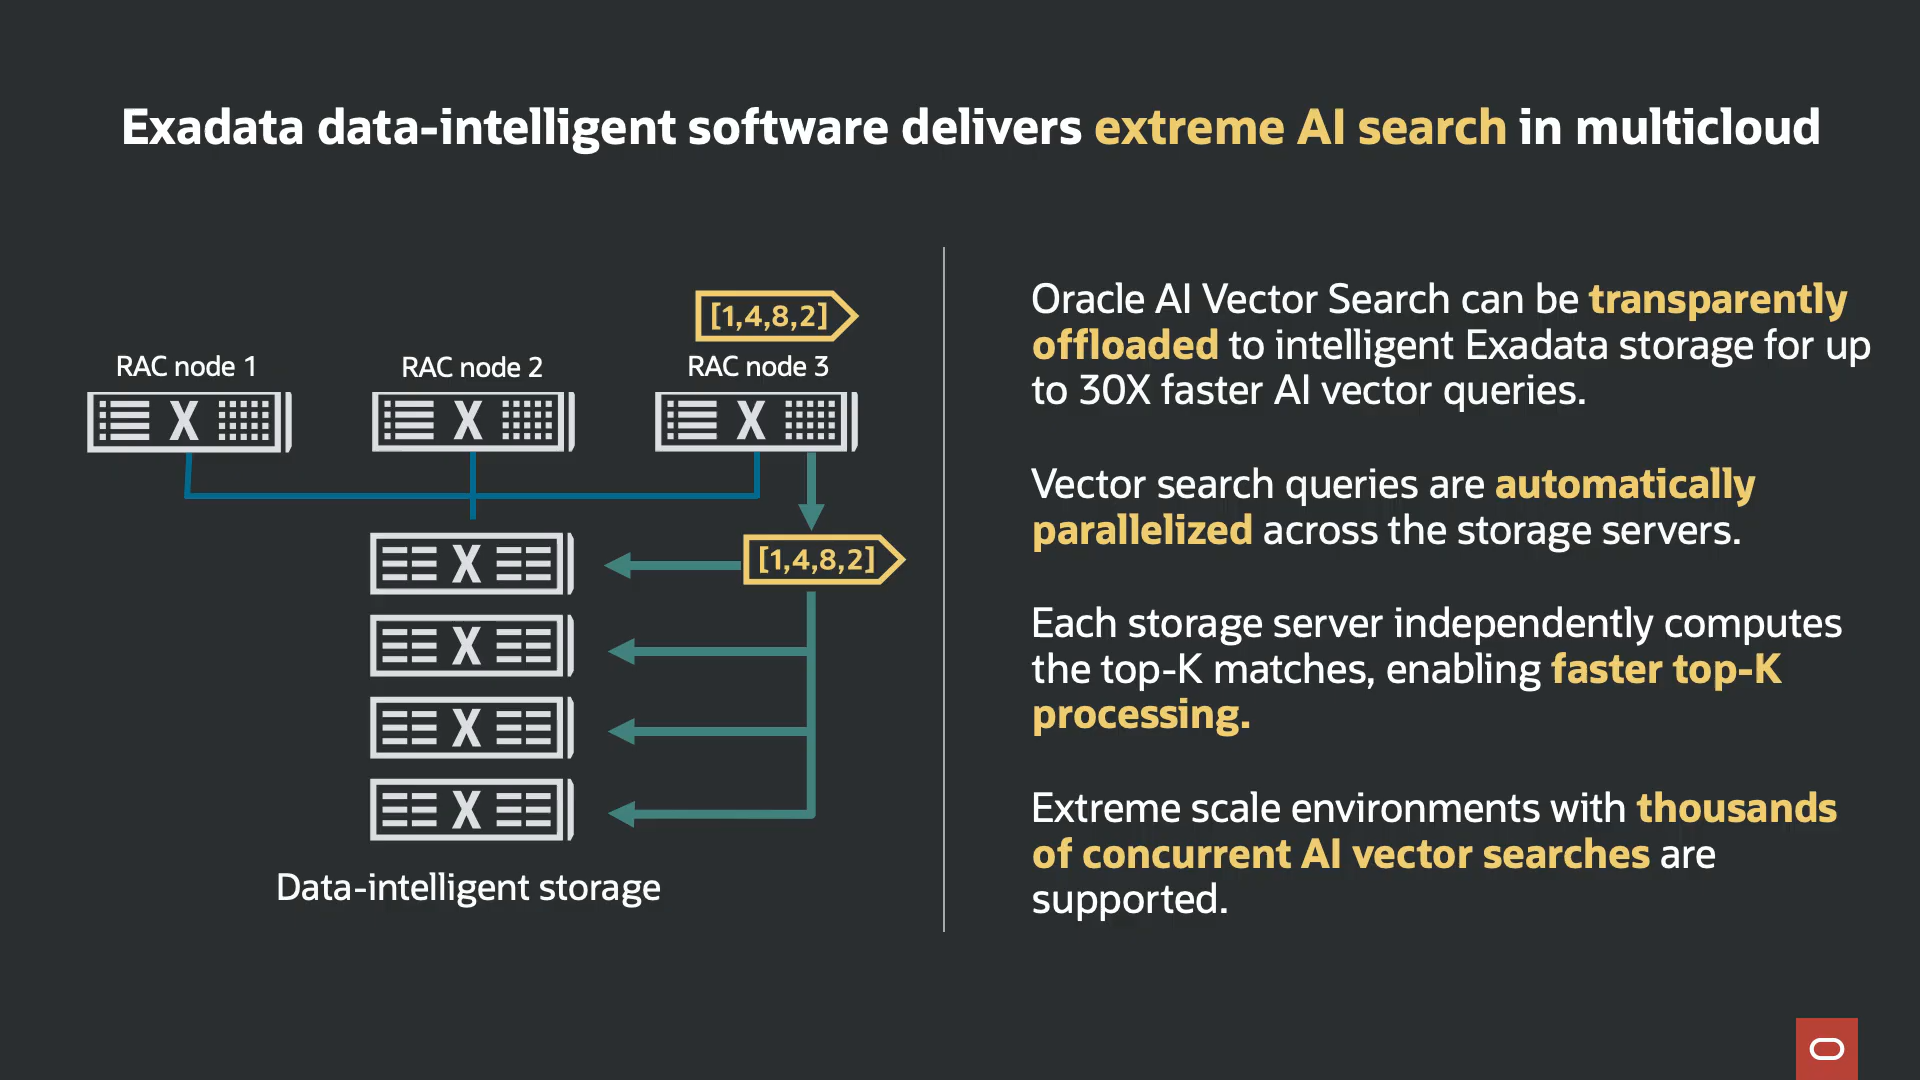 Exadata data-intelligent software delivers extreme AI search in multicloud
[1,4,8,2]
RAC node 1
RAC node 2
RAC node 3
X
X
X
[1,4,8,2]
X
X
X
X
Data-intelligent storage
Oracle AI Vector Search can be transparently
offloaded to intelligent Exadata storage for up
to 30X faster AI vector queries.
Vector search queries are automatically
parallelized across the storage servers.
Each storage server independently computes
the top-K matches, enabling faster top-K
processing.
Extreme scale environments with thousands
of concurrent AI vector searches are
supported.